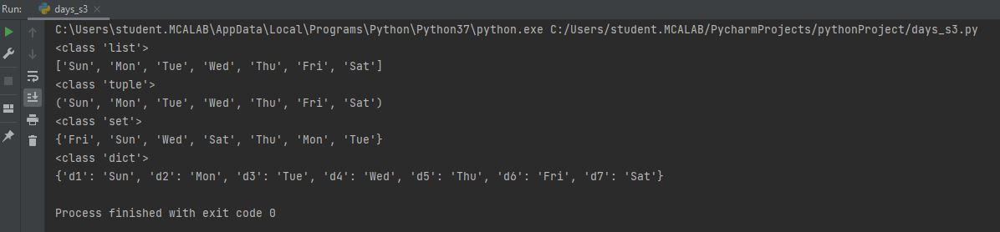 Run: days_s3
C:\Users\student.MCALAB\AppData\Local\Programs\Python\Python37\python.exe C:/Users/student.MCALAB/PycharmProjects/pythonProject/days_s3.py
<class 'list'>
['Sun', 'Mon', 'Tue', 'Wed', 'Thu', 'Fri', 'Sat']
<class 'tuple'>
('Sun', 'Mon', 'Tue', 'Wed', 'Thu', 'Fri', 'Sat')
<class 'set'>
{'Fri', 'Sun', 'Wed', 'Sat', 'Thu', 'Mon', 'Tue'}
<class 'dict'>
{'d1': 'Sun', 'd2': 'Mon', 'd3': 'Tue', 'd4': 'Wed', 'd5': 'Thu', 'd6': 'Fri', 'd7': 'Sat'}
Process finished with exit code 0